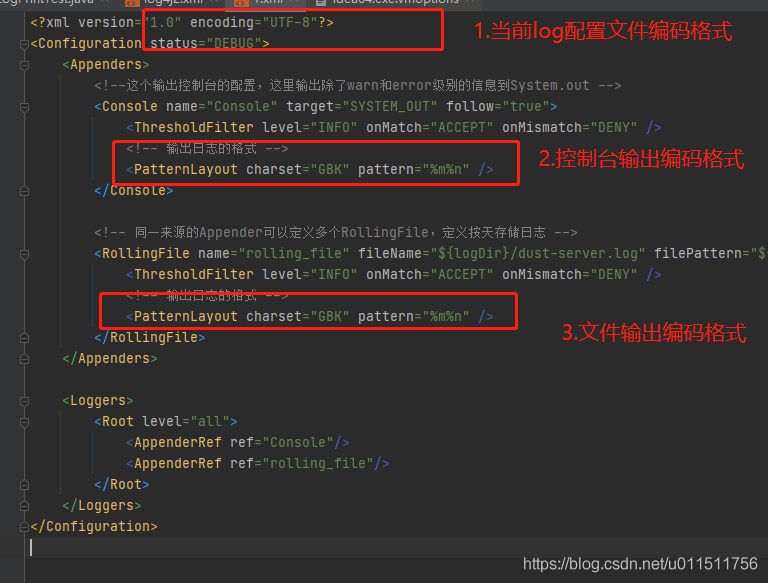 log4j2.xml
1.xml
idea64.exe.vmoptions
<?xml version="1.0" encoding="UTF-8"?>
1.当前log配置文件编码格式
<Configuration status="DEBUG">
<Appenders>
<!--这个输出控制台的配置，这里输出除了warn和error级别的信息到System.out -->
<Console name="Console" target="SYSTEM_OUT" follow="true">
<ThresholdFilter level="INFO" onMatch="ACCEPT" onMismatch="DENY" />
<!-- 输出日志的格式 -->
2.控制台输出编码格式
<PatternLayout charset="GBK" pattern="%m%n" />
</Console>
<!-- 同一来源的Appender可以定义多个RollingFile，定义按天存储日志 -->
<RollingFile name="rolling_file" fileName="${logDir}/dust-server.log" filePattern="$
<ThresholdFilter level="INFO" onMatch="ACCEPT" onMismatch="DENY" />
<!-- 输出日志的格式 -->
<PatternLayout charset="GBK" pattern="%m%n" />
3.文件输出编码格式
</RollingFile>
</Appenders>
<Loggers>
<Root level="all">
<AppenderRef ref="Console"/>
<AppenderRef ref="rolling_file"/>
</Root>
</Loggers>
</Configuration>
https://blog.csdn.net/u011511756